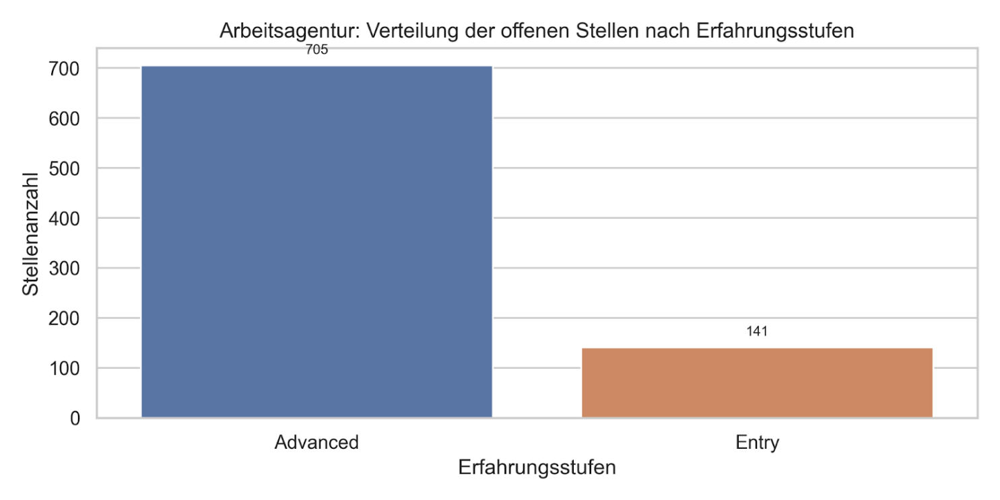 Arbeitsagentur: Verteilung der offenen Stellen nach Erfahrungsstufen
705
700
600
500
400
300
200
100
0
141
Stellenanzahl
Advanced
Entry
Erfahrungsstufen